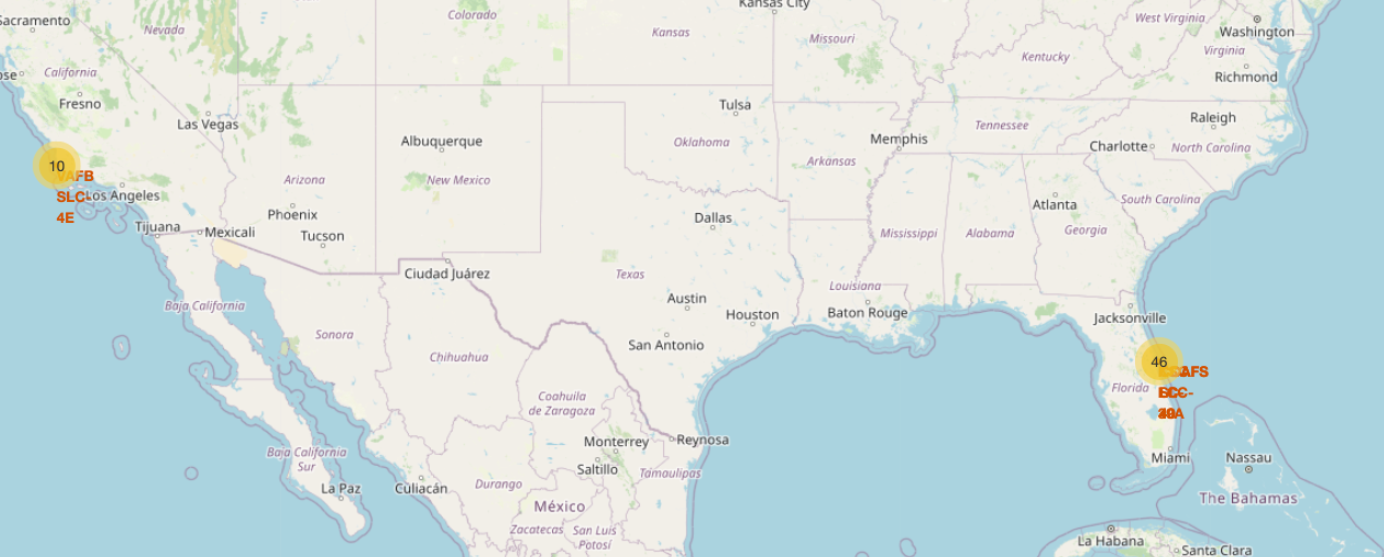 Kansas City
Sacramento
Nevada
Colorado
Kansas
Missouri
West Virginia
Washington
Virginia
Kentucky
California
Richmond
Fresno
Las Vegas
Tulsa
Raleigh
Albuquerque
Oklahoma
Memphis
Tennessee
Charlotte
North Carolina
Arkansas
10
VAFB
SLC-
4E
Los Angeles
Arizona
New Mexico
South Carolina
Phoenix
Dallas
Atlanta
Tijuana
Mexicali
Tucson
Mississippi
Alabama
Georgia
Ciudad Juárez
Texas
Louisiana
Baja California
Austin
Houston
Baton Rouge
Jacksonville
Sonora
San Antonio
Chihuahua
46
Florida
Coahuila
de Zaragoza
Monterrey
Reynosa
Baja California
Sur
Saltillo
Tamaulipas
Miami
Nassau
La Paz
Culiacán
Durango
The Bahamas
México
Zacatecas
San Luis
Potosí
La Habana
Santa Clara